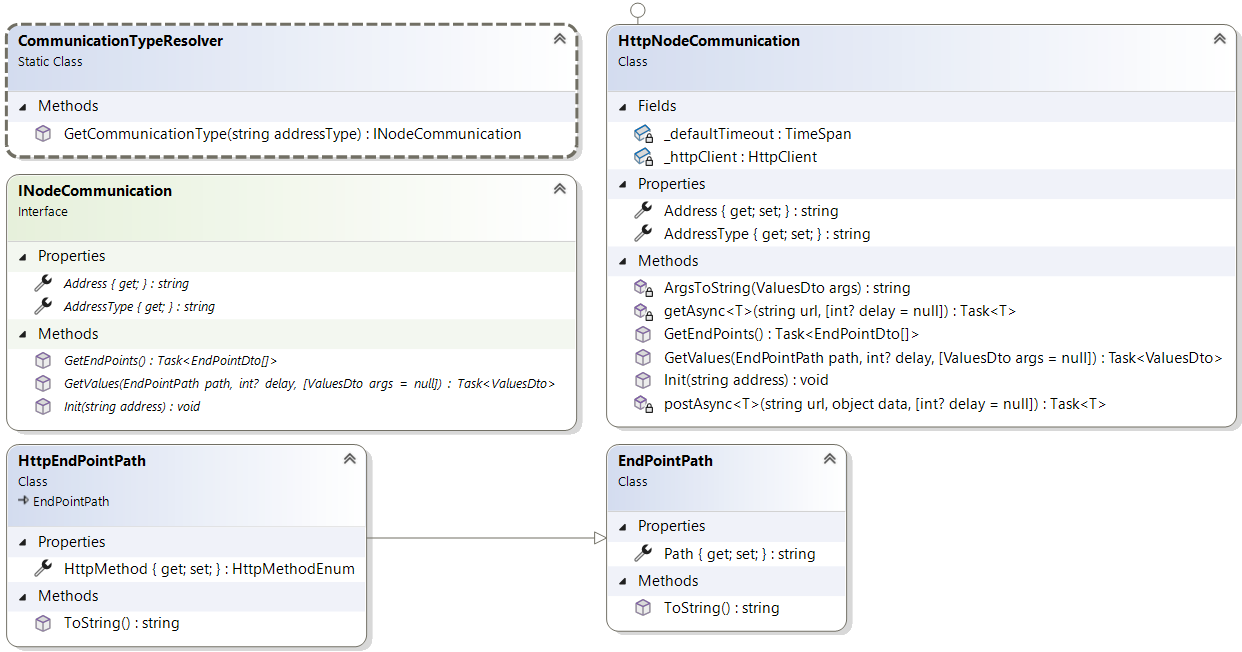 CommunicationTypeResolver
Static Class
Methods
GetCommunicationType(string addressType) : INodeCommunication
INodeCommunication
Interface
Properties
Address { get; } : string
AddressType { get; } : string
Methods
GetEndPoints() : Task<EndPointDto[]>
GetValues(EndPointPath path, int? delay, [ValuesDto args = null]) : Task<ValuesDto>
Init(string address) : void
HttpNodeCommunication
Class
Fields
_defaultTimeout : TimeSpan
_httpClient : HttpClient
Properties
Address { get; set; } : string
AddressType { get; set; } : string
Methods
ArgsToString(ValuesDto args) : string
getAsync<T>(string url, [int? delay = null]) : Task<T>
GetEndPoints() : Task<EndPointDto[]>
GetValues(EndPointPath path, int? delay, [ValuesDto args = null]) : Task<ValuesDto>
Init(string address) : void
postAsync<T>(string url, object data, [int? delay = null]) : Task<T>
HttpEndPointPath
Class
EndPointPath
Properties
HttpMethod { get; set; } : HttpMethodEnum
Methods
ToString() : string
EndPointPath
Class
Properties
Path { get; set; } : string
Methods
ToString() : string